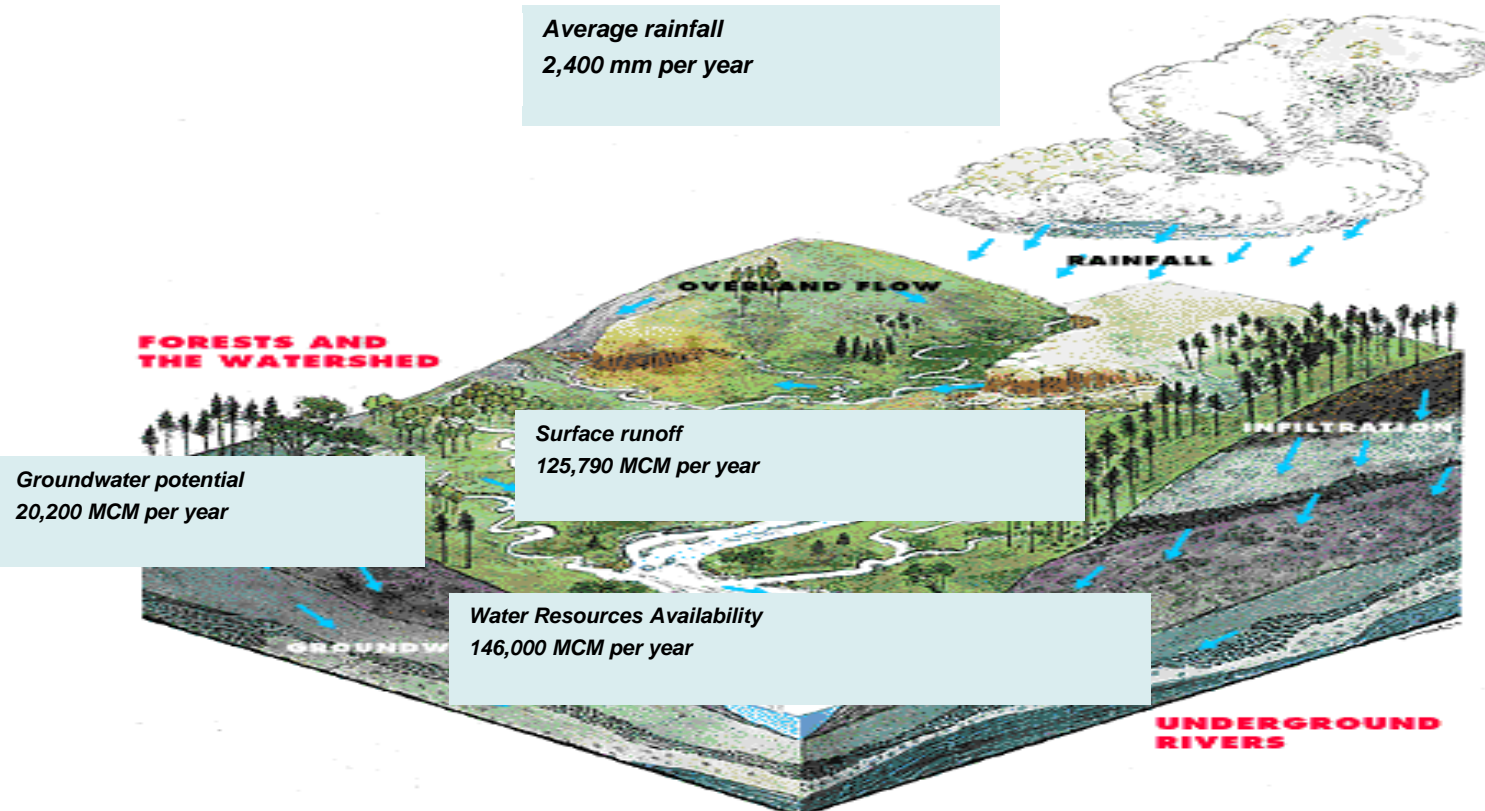 Average rainfall
2,400 mm per year
RAINFALL
OVERLAND FLOW
FORESTS AND
THE WATERSHED
Surface runoff
125,790 MCM per year
INFILTRATION
Groundwater potential
20,200 MCM per year
Water Resources Availability
146,000 MCM per year
GROUNDW
UNDERGROUND
RIVERS